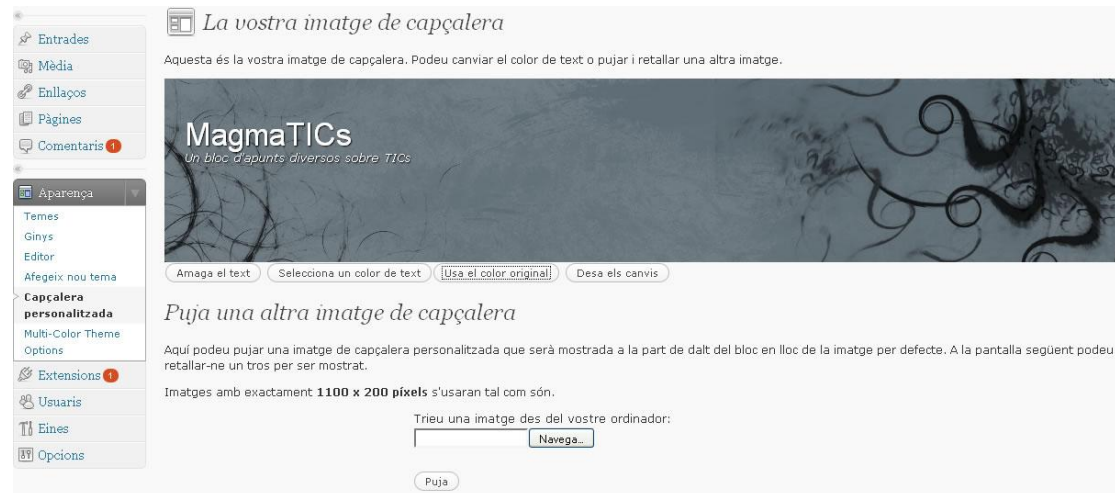 Entrades
Mèdia
Enllaços
Pàgines
Comentaris 1
Aparença
Temes
Ginys
Editor
Afegeix nou tema
Capçalera
personalitzada
Multi-Color Theme
Options
Extensions 1
Usuaris
Eines
Opcions
La vostra imatge de capçalera
Aquesta és la vostra imatge de capçalera. Podeu canviar el color de text o pujar i retallar una altra imatge.
MagmaTICs
Un bloc d'apunts diversos sobre TICs
Amaga el text Selecciona un color de text Usa el color original Desa els canvis
Puja una altra imatge de capçalera
Aquí podeu pujar una imatge de capçalera personalitzada que serà mostrada a la part de dalt del bloc en lloc de la imatge per defecte. A la pantalla següent podeu
retallar-ne un tros per ser mostrat.
Imatges amb exactament 1100 x 200 píxels s'usaran tal com són.
Trieu una imatge des del vostre ordinador:
Navega...
Puja